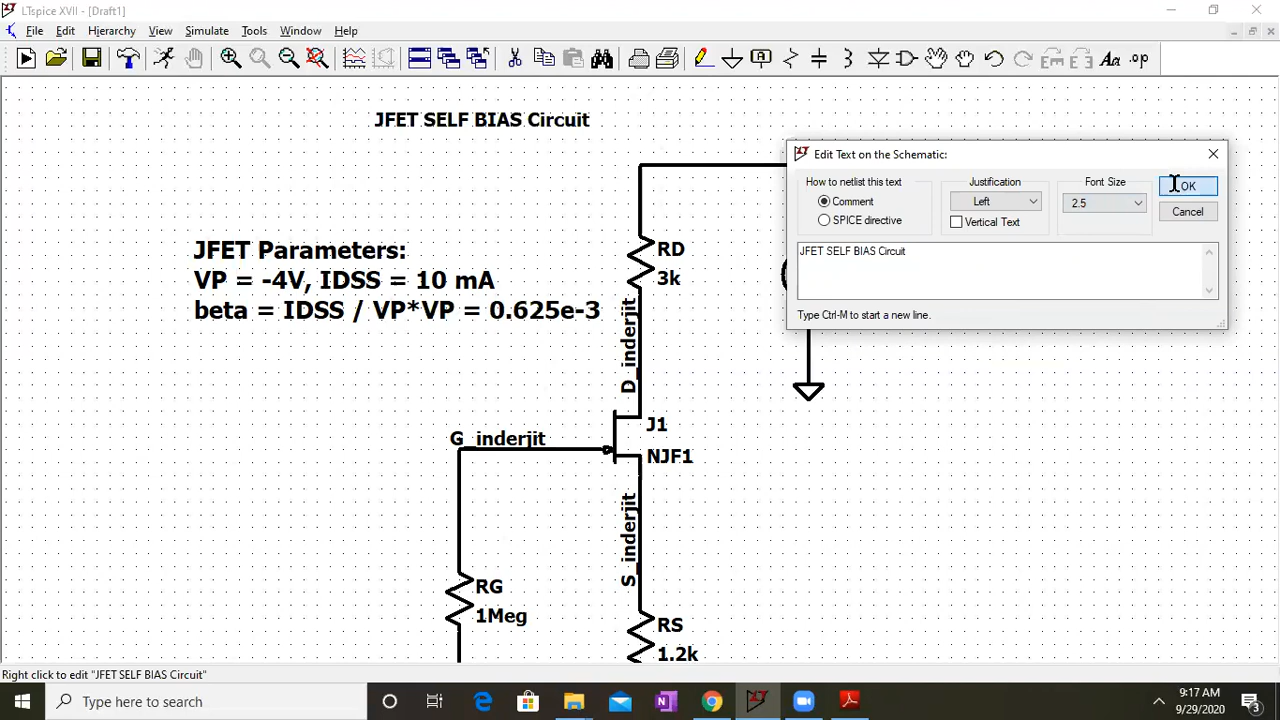 LTspice XVII - [Draft1]
File Edit Hierarchy View Simulate Tools Window Help
A Aa .op
JFET SELF BIAS Circuit
Edit Text on the Schematic:
How to netlist this text
Justification
Font Size
Comment
Left
2.5
OK
SPICE directive
Vertical Text
Cancel
JFET SELF BIAS Circuit
Type Ctrl-M to start a new line.
JFET Parameters:
VP = -4V, IDSS = 10 mA
beta = IDSS / VP*VP = 0.625e-3
RD
3k
D_inderjit
J1
NJF1
G_inderjit
S_inderjit
RG
1Meg
RS
1.2k
Right click to edit "JFET SELF BIAS Circuit"
Type here to search
9:17 AM
9/29/2020
3